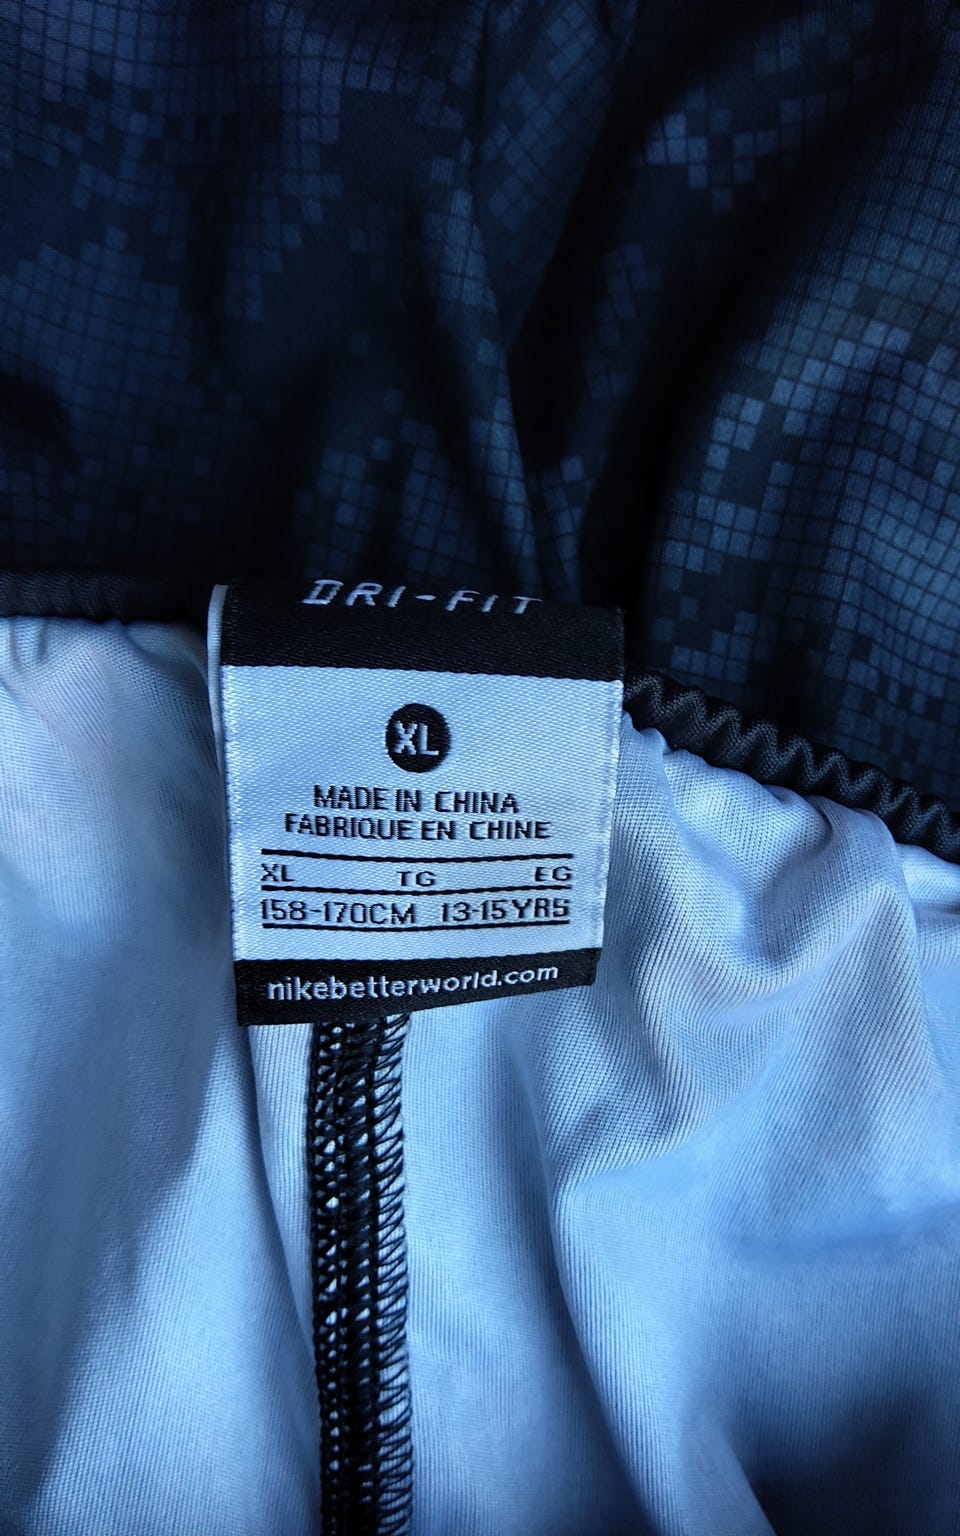 DRI-FIT
XL
MADE IN CHINA
FABRIQUE EN CHINE
XL TG EG
158-170CM 13-15YRS
nikebetterworld.com